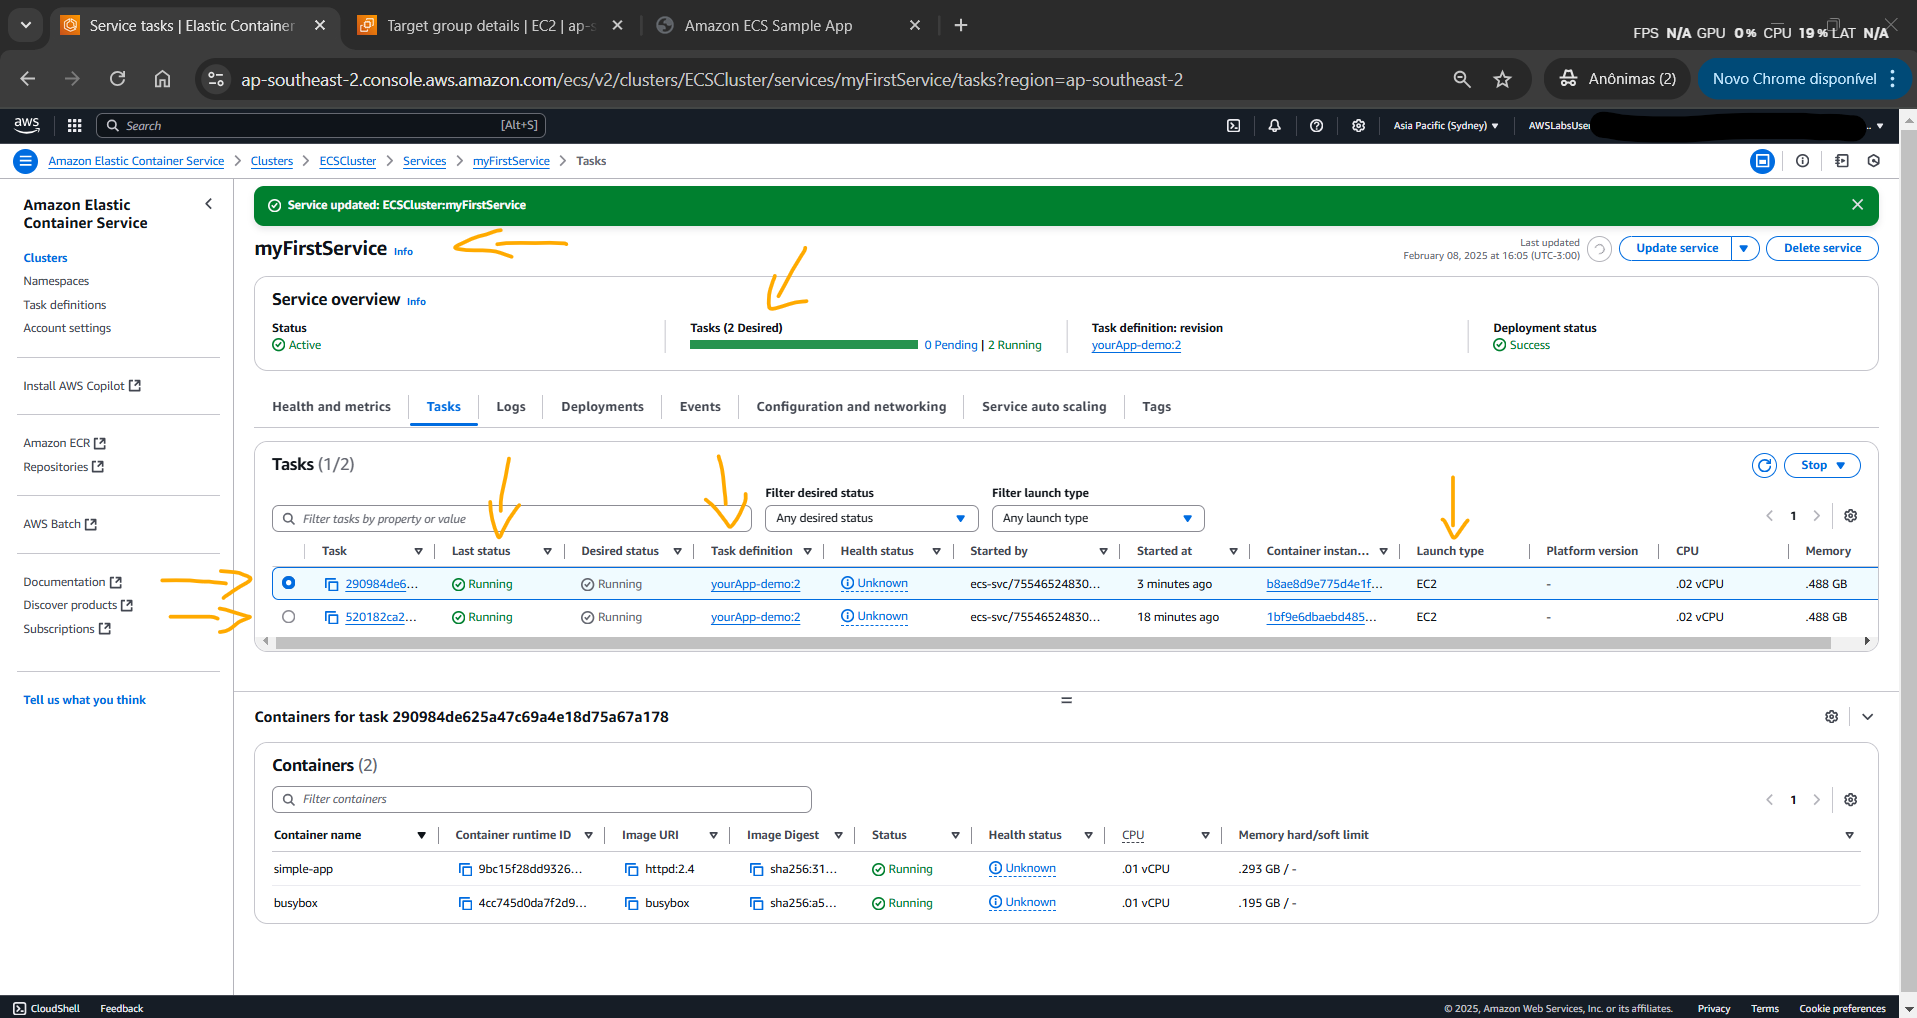 Service tasks | Elastic Container
Target group details | EC2 | ap-s
Amazon ECS Sample App
FPS N/A GPU 0% CPU 19% LAT N/A
ap-southeast-2.console.aws.amazon.com/ecs/v2/clusters/ECSCluster/services/myFirstService/tasks?region=ap-southeast-2
Anônimas (2)
Novo Chrome disponível
aws
Search
[Alt+S]
Asia Pacific (Sydney)
AWSLabsUser
..
Amazon Elastic Container Service
Clusters
ECSCluster
Services
myFirstService
Tasks
Amazon Elastic
Container Service
Clusters
Namespaces
Task definitions
Account settings
Install AWS Copilot
Amazon ECR
Repositories
AWS Batch
Documentation
Discover products
Subscriptions
Tell us what you think
Service updated: ECSCluster:myFirstService
myFirstService Info
Last updated
February 08, 2025 at 16:05 (UTC-3:00)
Update service
Delete service
Service overview Info
Status
Active
Tasks (2 Desired)
0 Pending | 2 Running
Task definition: revision
yourApp-demo:2
Deployment status
Success
Health and metrics
Tasks
Logs
Deployments
Events
Configuration and networking
Service auto scaling
Tags
Tasks (1/2)
Stop
Filter desired status
Filter launch type
Filter tasks by property or value
Any desired status
Any launch type
1
Task Last status Desired status Task definition Health status Started by Started at Container instan... Launch type Platform version CPU Memory
290984de6... Running Running yourApp-demo:2 Unknown ecs-svc/75546524830... 3 minutes ago b8ae8d9e775d4e1f... EC2 - .02 vCPU .488 GB
520182ca2... Running Running yourApp-demo:2 Unknown ecs-svc/75546524830... 18 minutes ago 1bf9e6dbaebd485... EC2 - .02 vCPU .488 GB
Containers for task 290984de625a47c69a4e18d75a67a178
Containers (2)
Filter containers
1
Container name Container runtime ID Image URI Image Digest Status Health status CPU Memory hard/soft limit
simple-app 9bc15f28dd9326... httpd:2.4 sha256:31... Running Unknown .01 vCPU .293 GB / -
busybox 4cc745d0da7f2d9... busybox sha256:a5... Running Unknown .01 vCPU .195 GB / -
CloudShell
Feedback
© 2025, Amazon Web Services, Inc. or its affiliates.
Privacy
Terms
Cookie preferences